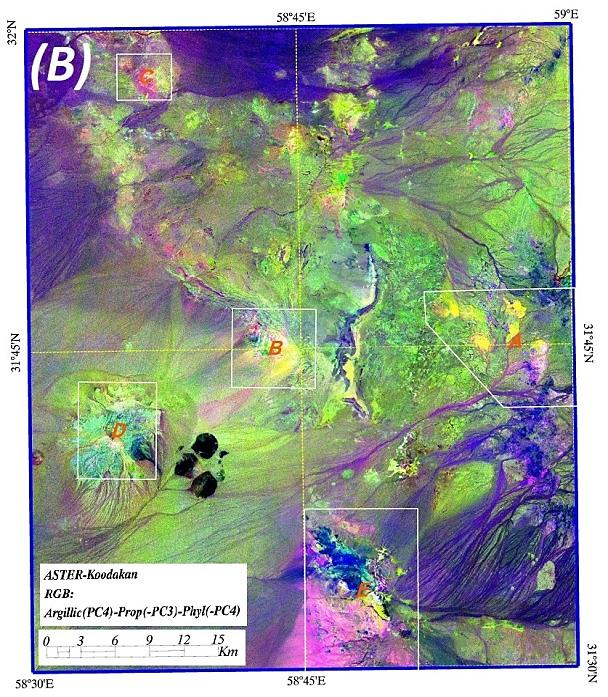 58°45'E
59°E
32°N
(B)
C
A
B
31°45'N
31°45'N
D
E
ASTER-Koodakan
RGB:
Argillic(PC4)-Prop(-PC3)-Phyl(-PC4)
0 3 6 9 12 15
Km
31°30'N
58°30'E
58°45'E